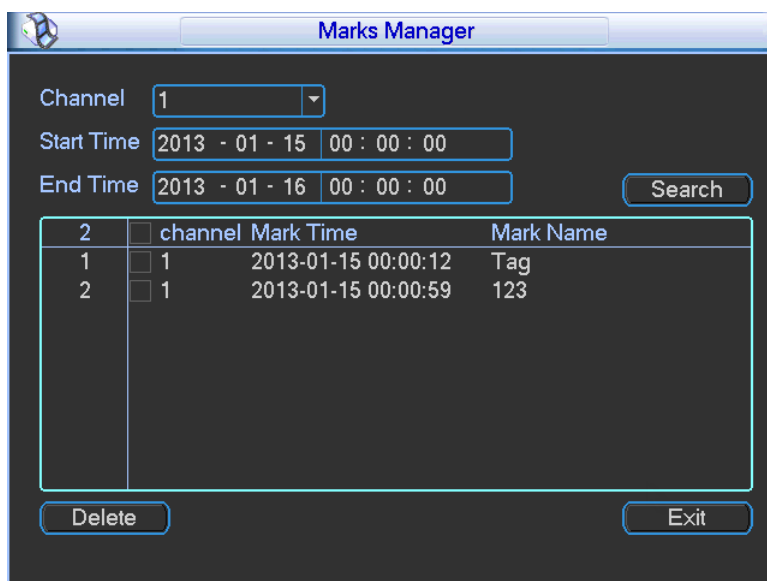 Marks Manager
Channel 1
Start Time 2013 - 01 - 15 00 : 00 : 00
End Time 2013 - 01 - 16 00 : 00 : 00
Search
2 channel Mark Time Mark Name
1 1 2013-01-15 00:00:12 Tag
2 1 2013-01-15 00:00:59 123
Delete Exit